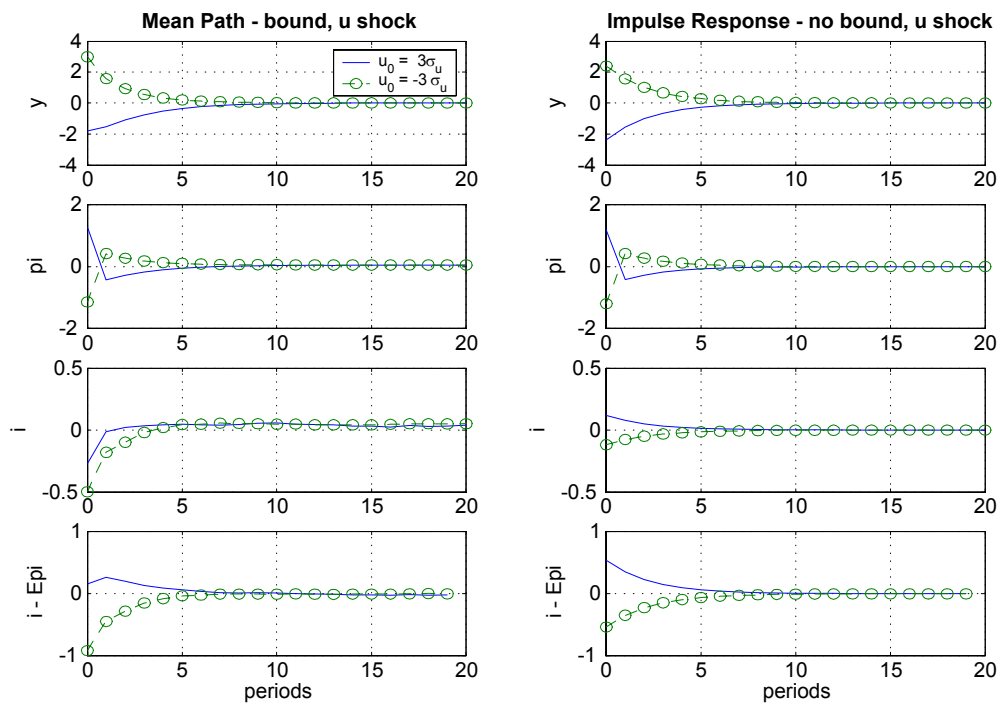 Mean Path - bound, u shock
Impulse Response - no bound, u shock
4
2
0
-2
-4
y
u_0 = 3σ_u
u_0 = -3 σ_u
0 5 10 15 20
4
2
0
-2
-4
y
0 5 10 15 20
2
0
-2
pi
0 5 10 15 20
2
0
-2
pi
0 5 10 15 20
0.5
0
-0.5
i
0 5 10 15 20
0.5
0
-0.5
i
0 5 10 15 20
1
0
-1
i - Epi
0 5 10 15 20
periods
1
0
-1
i - Epi
0 5 10 15 20
periods